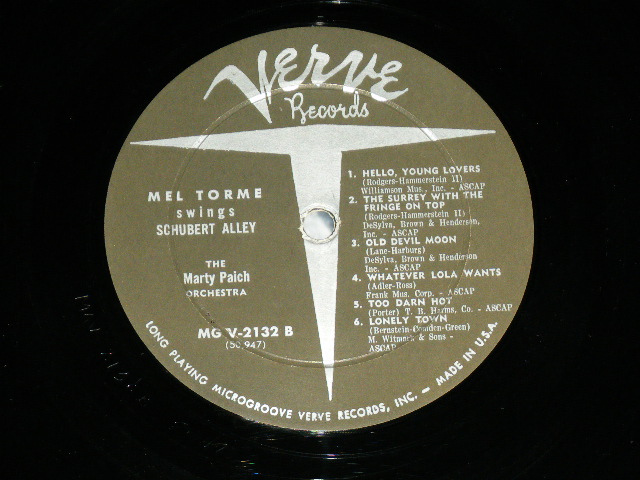 Verve
Records
MEL TORME
swings
SCHUBERT ALLEY
THE
Marty Paich
ORCHESTRA
MG V-2132 B
(50,947)
1. HELLO, YOUNG LOVERS
(Rodgers-Hammerstein II)
Williamson Mus., Inc. - ASCAP
2. THE SURREY WITH THE
FRINGE ON TOP
(Rodgers-Hammerstein II)
DeSylva, Brown & Henderson,
Inc. - ASCAP
3. OLD DEVIL MOON
(Lane-Harburg)
DeSylva, Brown & Henderson
Inc. - ASCAP
4. WHATEVER LOLA WANTS
(Adler-Ross)
Frank Mus. Corp. - ASCAP
5. TOO DARN HOT
(Porter) T. B. Harms, Co. - ASCAP
6. LONELY TOWN
(Bernstein-Comden-Green)
M. Witmark & Sons -
ASCAP
LONG PLAYING MICROGROOVE VERVE RECORDS, INC. — MADE IN U.S.A.